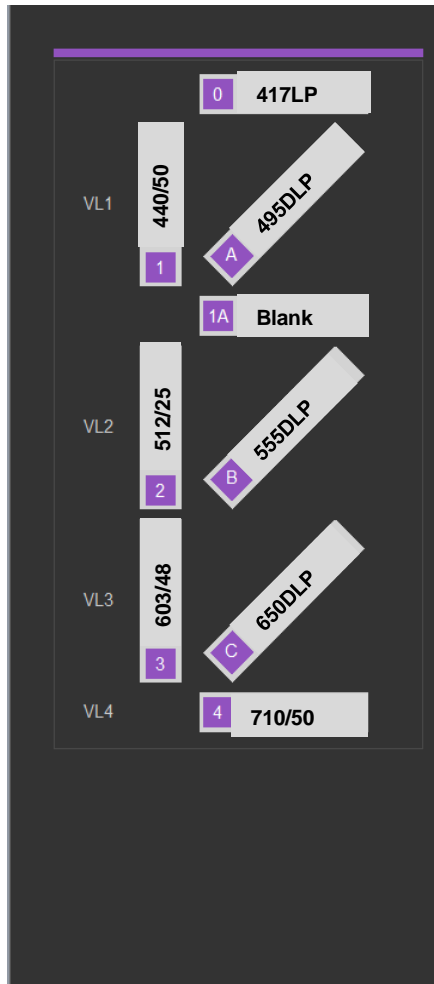 0 417LP
VL1 1 440/50 A 495DLP
1A Blank
VL2 2 512/25 B 555DLP
VL3 3 603/48 C 650DLP
VL4 4 710/50